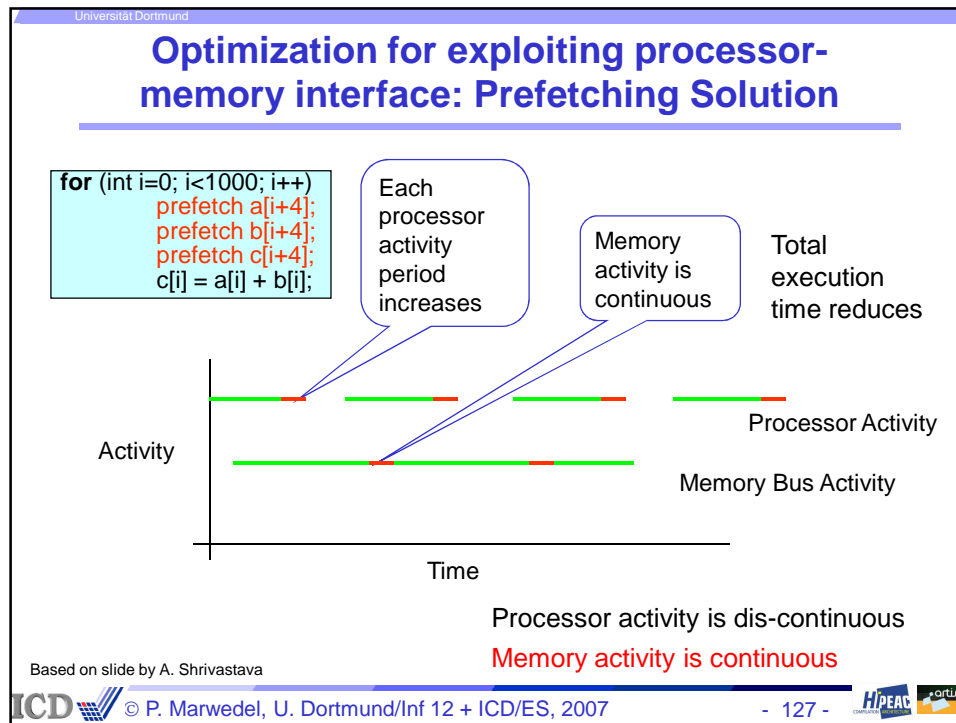 Universität Dortmund
Optimization for exploiting processor-
memory interface: Prefetching Solution
for (int i=0; i<1000; i++)
prefetch a[i+4];
prefetch b[i+4];
prefetch c[i+4];
c[i] = a[i] + b[i];
Each
processor
activity
period
increases
Memory
activity is
continuous
Total
execution
time reduces
Processor Activity
Activity
Memory Bus Activity
Time
Processor activity is dis-continuous
Memory activity is continuous
Based on slide by A. Shrivastava
ICD © P. Marwedel, U. Dortmund/Inf 12 + ICD/ES, 2007 - 127 - HiPEAC